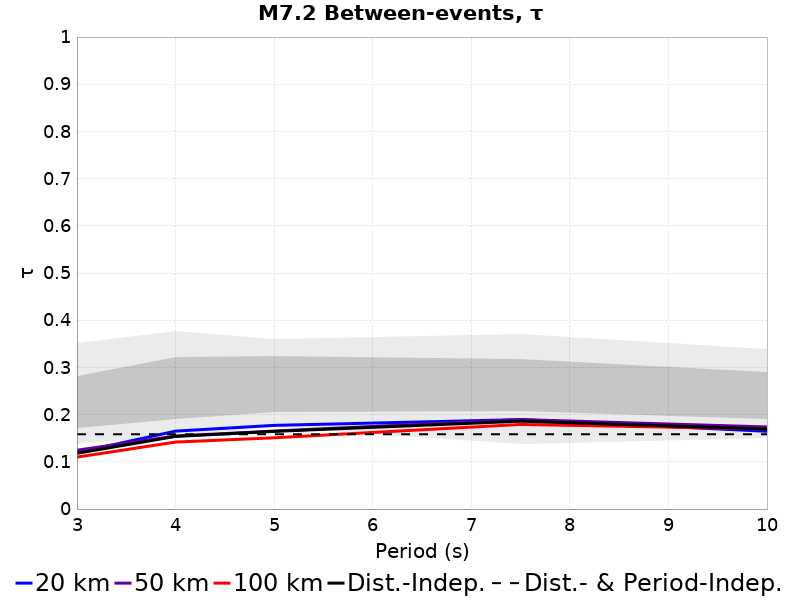 M7.2 Between-events, τ
1
0.9
0.8
0.7
0.6
0.5
0.4
0.3
0.2
0.1
0
τ
3 4 5 6 7 8 9 10
Period (s)
20 km 50 km 100 km Dist.-Indep. Dist.- & Period-Indep.